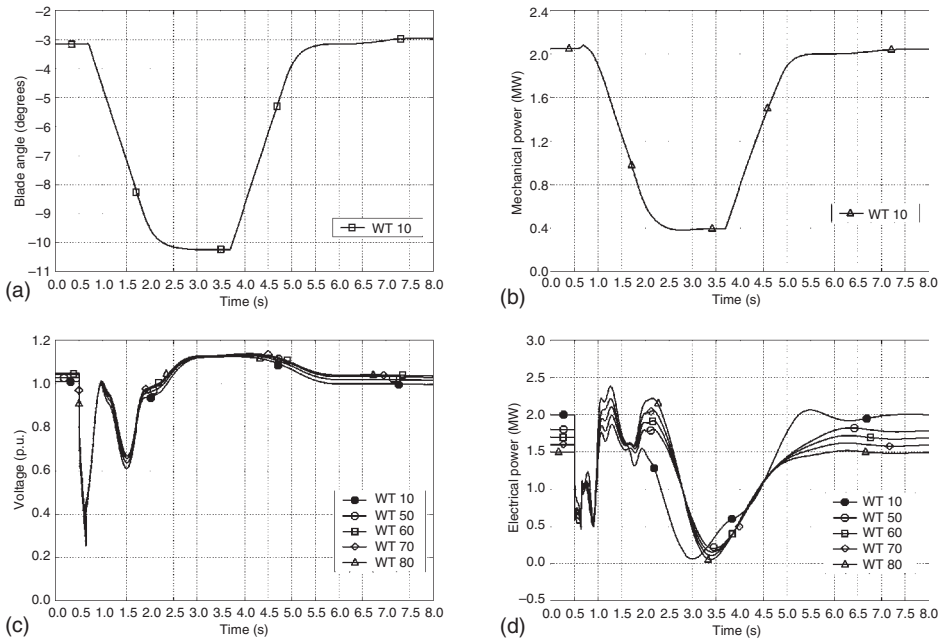 (a)
Blade angle (degrees)
−2
−3
−4
−5
−6
−7
−8
−9
−10
−11
0.0 0.5 1.0 1.5 2.0 2.5 3.0 3.5 4.0 4.5 5.0 5.5 6.0 6.5 7.0 7.5 8.0
Time (s)
WT 10
(b)
Mechanical power (MW)
2.4
2.0
1.6
1.2
0.8
0.4
0.0
0.0 0.5 1.0 1.5 2.0 2.5 3.0 3.5 4.0 4.5 5.0 5.5 6.0 6.5 7.0 7.5 8.0
Time (s)
WT 10
(c)
Voltage (p.u.)
1.2
1.0
0.8
0.6
0.4
0.2
0.0
0.0 0.5 1.0 1.5 2.0 2.5 3.0 3.5 4.0 4.5 5.0 5.5 6.0 6.5 7.0 7.5 8.0
Time (s)
WT 10
WT 50
WT 60
WT 70
WT 80
(d)
Electrical power (MW)
3.0
2.5
2.0
1.5
1.0
0.5
0.0
−0.5
0.0 0.5 1.0 1.5 2.0 2.5 3.0 3.5 4.0 4.5 5.0 5.5 6.0 6.5 7.0 7.5 8.0
Time (s)
WT 10
WT 50
WT 60
WT 70
WT 80